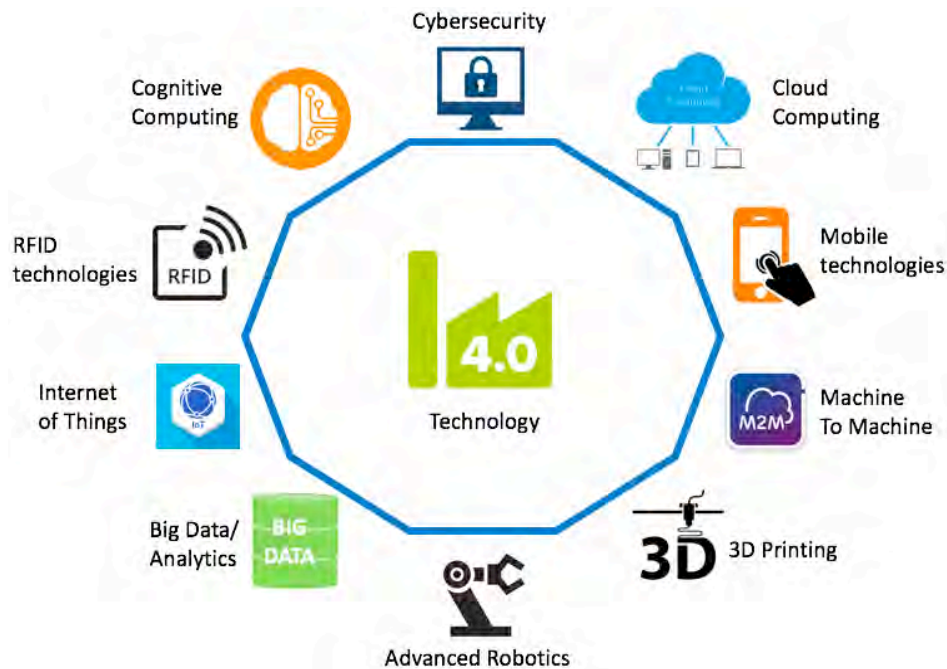 Cybersecurity
Cognitive
Computing
Cloud
Computing
RFID
technologies
RFID
Mobile
technologies
4.0
Technology
Internet
of Things
IoT
M2M
Machine
To Machine
Big Data/
Analytics
BIG
DATA
3D
3D Printing
Advanced Robotics